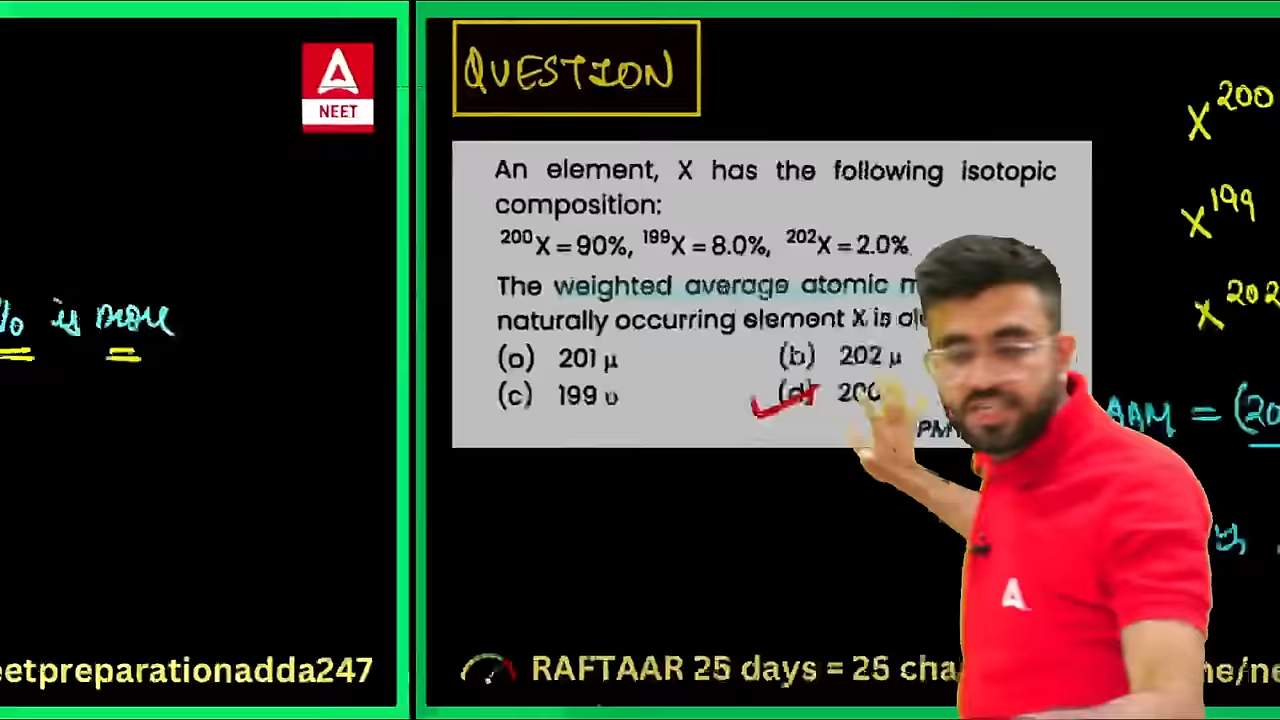 NEET
% is more
eetpreparationadda247
QUESTION
An element, X has the following isotopic
composition:
²⁰⁰X = 90%, ¹⁹⁹X = 8.0%, ²⁰²X = 2.0%
The weighted average atomic
naturally occurring element X is
(a) 201 μ (b) 202 μ
(c) 199 υ (d) 200
X²⁰⁰
X¹⁹⁹
X²⁰²
AAM = (20
RAFTAAR 25 days = 25 cha